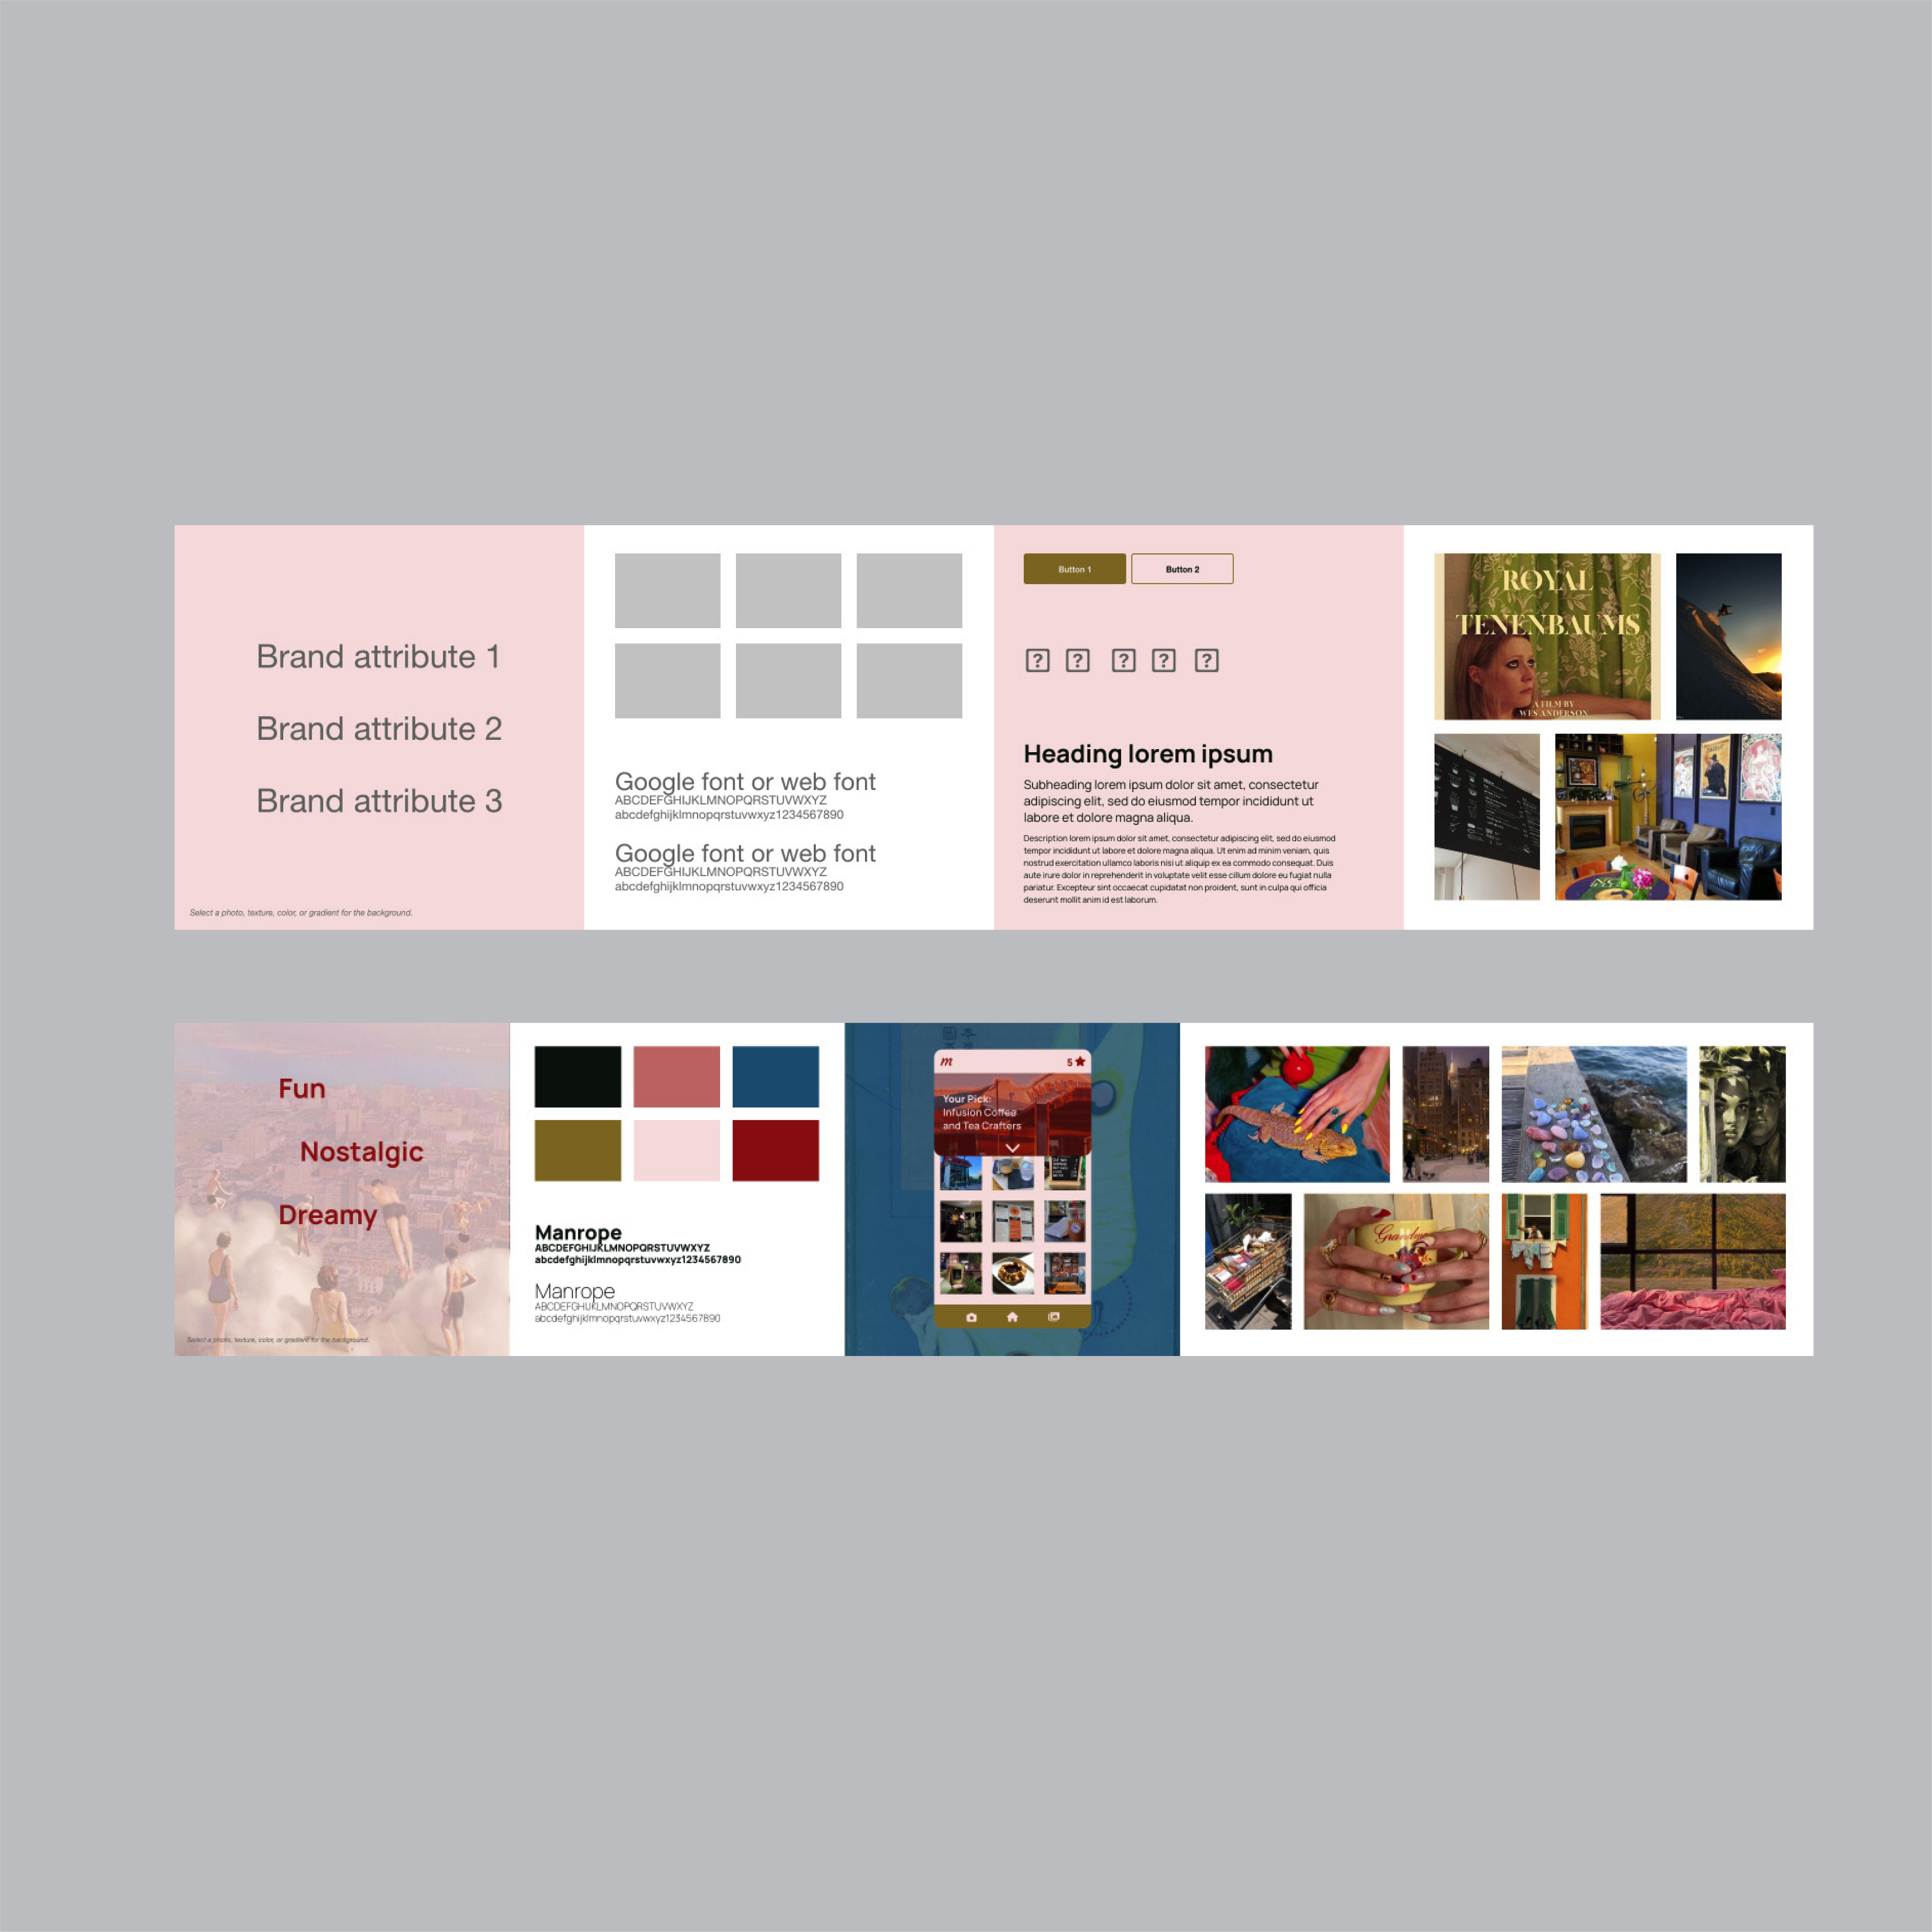 Brand attribute 1
Brand attribute 2
Brand attribute 3
Select a photo, texture, color, or gradient for the background.
Google font or web font
ABCDEFGHIJKLMNOPQRSTUVWXYZ
abcdefghijklmnopqrstuvwxyz1234567890
Google font or web font
ABCDEFGHIJKLMNOPQRSTUVWXYZ
abcdefghijklmnopqrstuvwxyz1234567890
Button 1
Button 2
Heading lorem ipsum
Subheading lorem ipsum dolor sit amet, consectetur
adipiscing elit, sed do eiusmod tempor incididunt ut
labore et dolore magna aliqua.
Description lorem ipsum dolor sit amet, consectetur adipiscing elit, sed do eiusmod
tempor incididunt ut labore et dolore magna aliqua. Ut enim ad minim veniam, quis
nostrud exercitation ullamco laboris nisi ut aliquip ex ea commodo consequat. Duis
aute irure dolor in reprehenderit in voluptate velit esse cillum dolore eu fugiat nulla
pariatur. Excepteur sint occaecat cupidatat non proident, sunt in culpa qui officia
deserunt mollit anim id est laborum.
ROYAL
TENENBAUMS
A FILM BY
WES ANDERSON
Fun
Nostalgic
Dreamy
Select a photo, texture, color, or gradient for the background.
Manrope
ABCDEFGHIJKLMNOPQRSTUVWXYZ
abcdefghijklmnopqrstuvwxyz1234567890
Manrope
ABCDEFGHIJKLMNOPQRSTUVWXYZ
abcdefghijklmnopqrstuvwxyz1234567890
m
5
Your Pick:
Infusion Coffee
and Tea Crafters